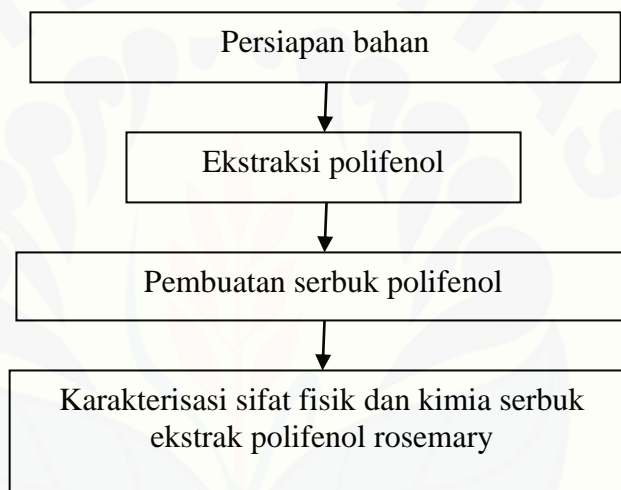 Persiapan bahan
Ekstraksi polifenol
Pembuatan serbuk polifenol
Karakterisasi sifat fisik dan kimia serbuk
ekstrak polifenol rosemary